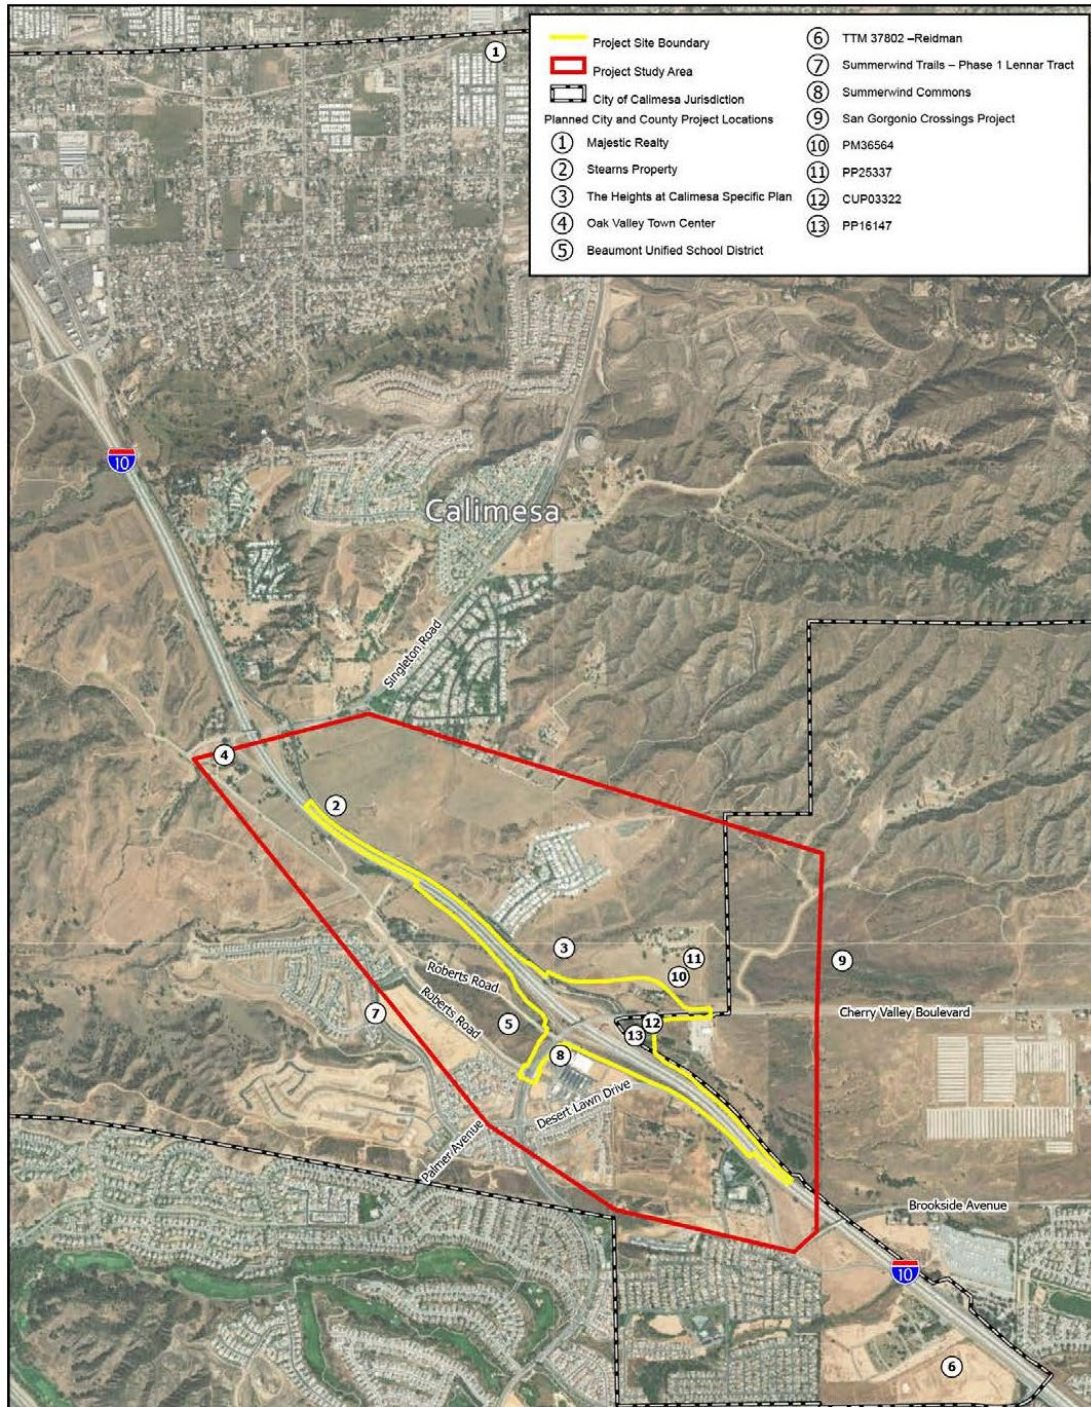 Project Site Boundary
Project Study Area
City of Calimesa Jurisdiction
Planned City and County Project Locations
1 Majestic Realty
2 Stearns Property
3 The Heights at Calimesa Specific Plan
4 Oak Valley Town Center
5 Beaumont Unified School District
6 TTM 37802 –Reidman
7 Summerwind Trails – Phase 1 Lennar Tract
8 Summerwind Commons
9 San Gorgonio Crossings Project
10 PM36564
11 PP25337
12 CUP03322
13 PP16147
1
10
Calimesa
Singleton Road
4
2
3
11
10
9
Roberts Road
Roberts Road
7
5
12
13
Cherry Valley Boulevard
8
Desert Lawn Drive
Palmer Avenue
Brookside Avenue
10
6